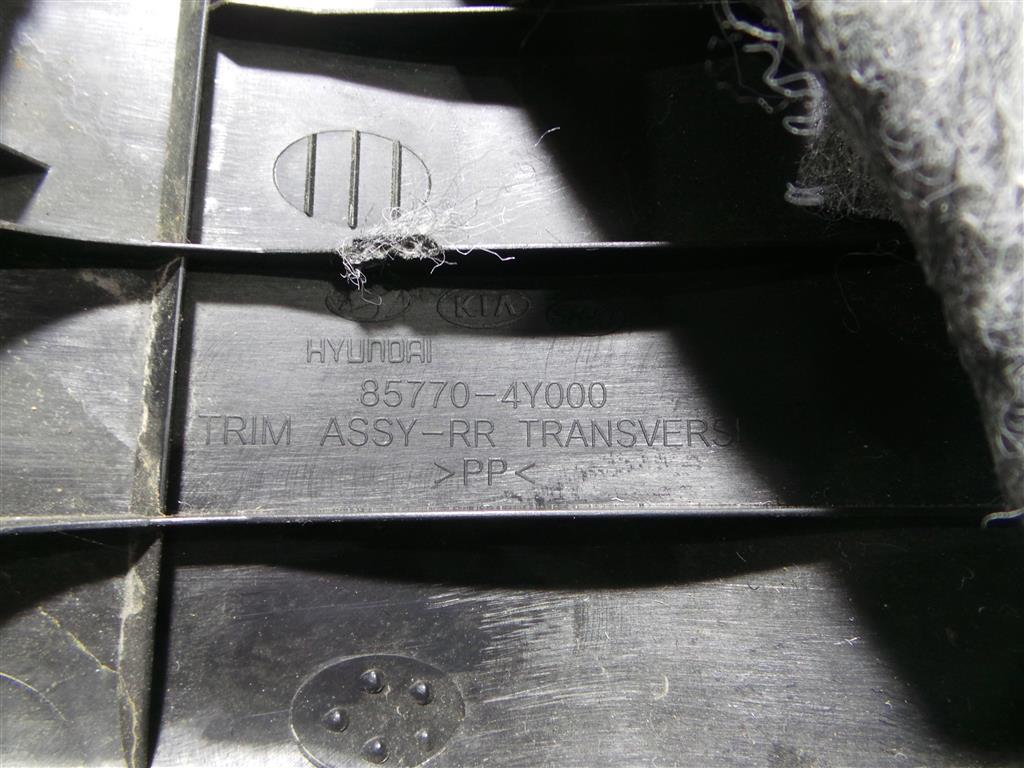 KIA
HYUNDAI
85770-4Y000
TRIM ASSY-RR TRANSVERS
>PP<